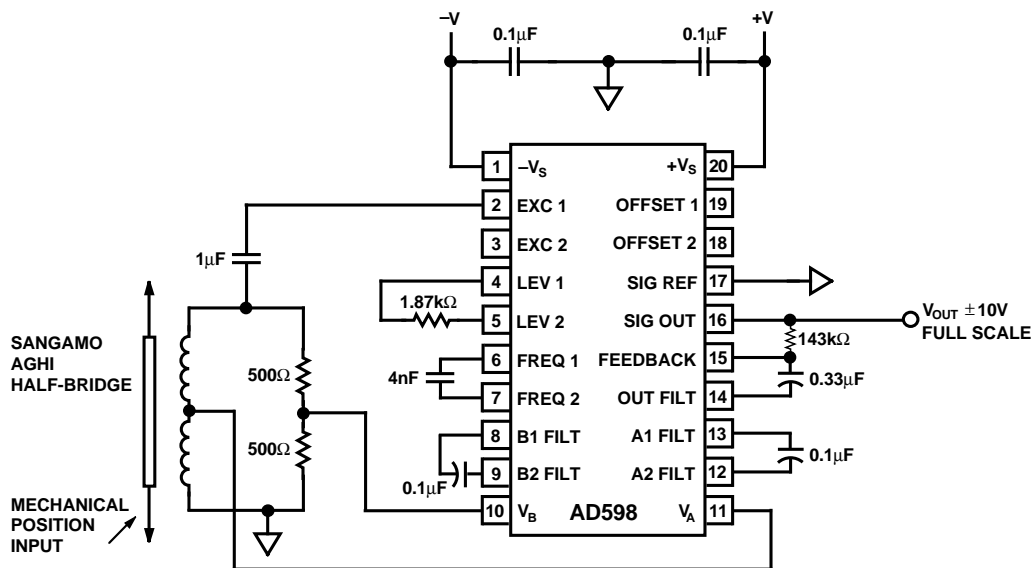 –V
+V
0.1µF
0.1µF
1 –VS
+VS 20
2 EXC 1
OFFSET 1 19
3 EXC 2
OFFSET 2 18
1µF
4 LEV 1
SIG REF 17
1.87kΩ
5 LEV 2
SIG OUT 16
VOUT ±10V
FULL SCALE
143kΩ
SANGAMO
AGHI
HALF-BRIDGE
500Ω
6 FREQ 1
FEEDBACK 15
4nF
0.33µF
7 FREQ 2
OUT FILT 14
500Ω
8 B1 FILT
A1 FILT 13
0.1µF
9 B2 FILT
A2 FILT 12
0.1µF
MECHANICAL
POSITION
INPUT
10 VB
AD598
VA 11